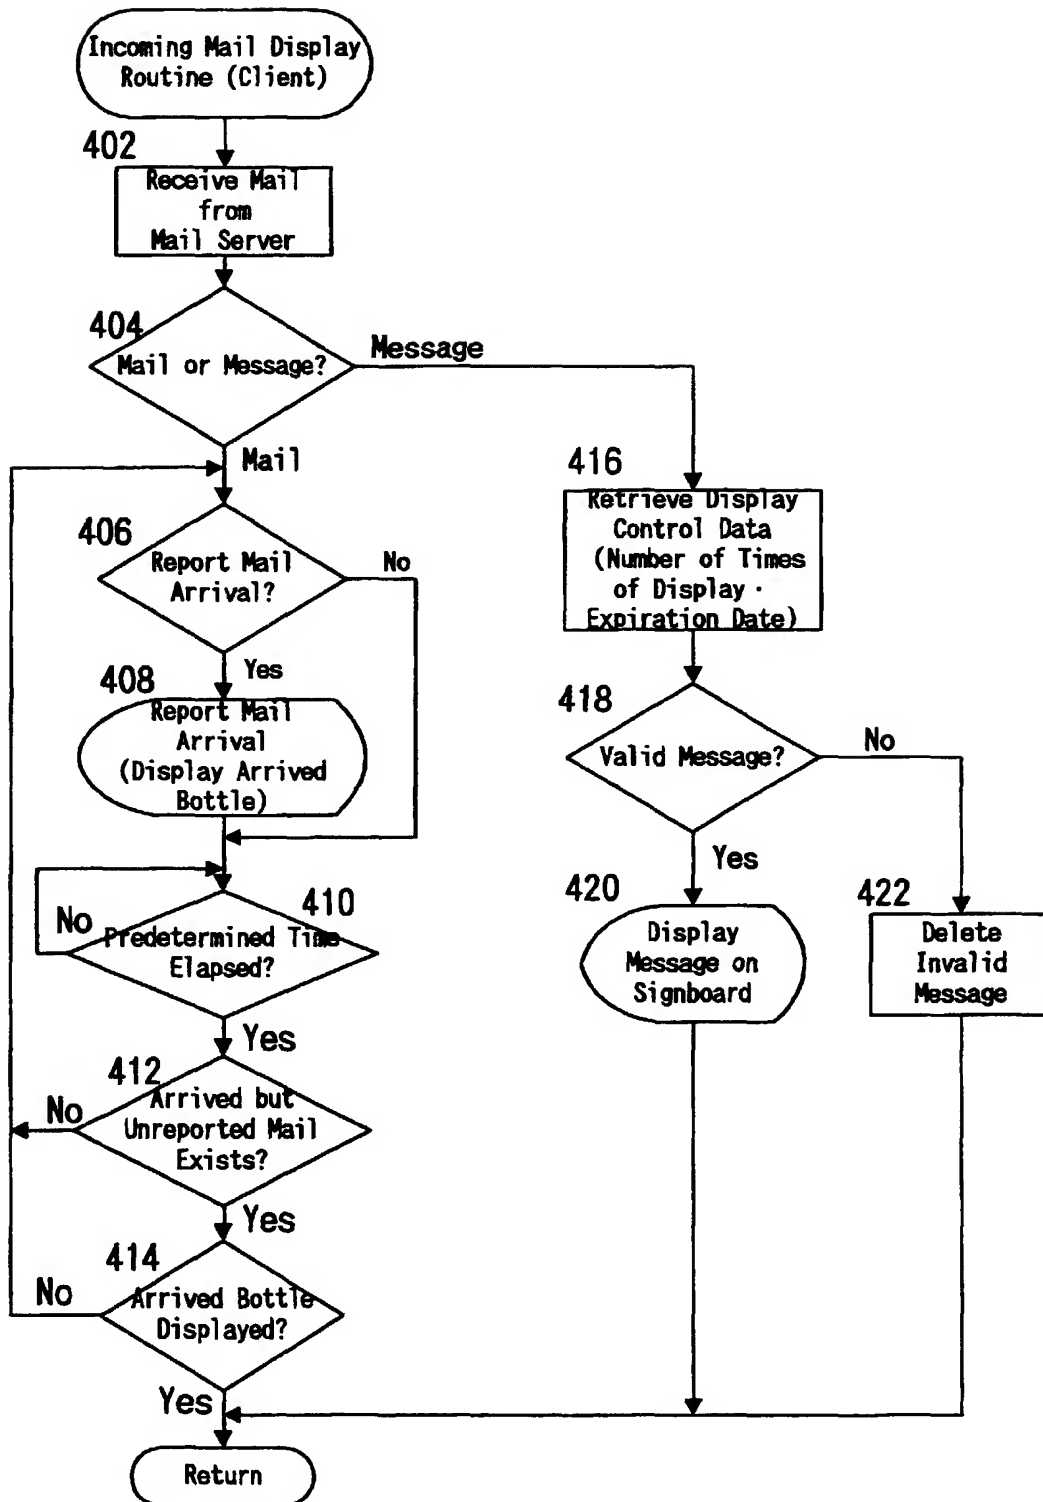 Incoming Mail Display
Routine (Client)
402
Receive Mail
from
Mail Server
404
Mail or Message?
Message
Mail
406
Report Mail
Arrival?
No
Yes
408
Report Mail
Arrival
(Display Arrived
Bottle)
410
Predetermined Time
Elapsed?
No
Yes
412
Arrived but
Unreported Mail
Exists?
No
Yes
414
Arrived Bottle
Displayed?
No
Yes
Return
416
Retrieve Display
Control Data
(Number of Times
of Display ·
Expiration Date)
418
Valid Message?
No
Yes
420
Display
Message on
Signboard
422
Delete
Invalid
Message